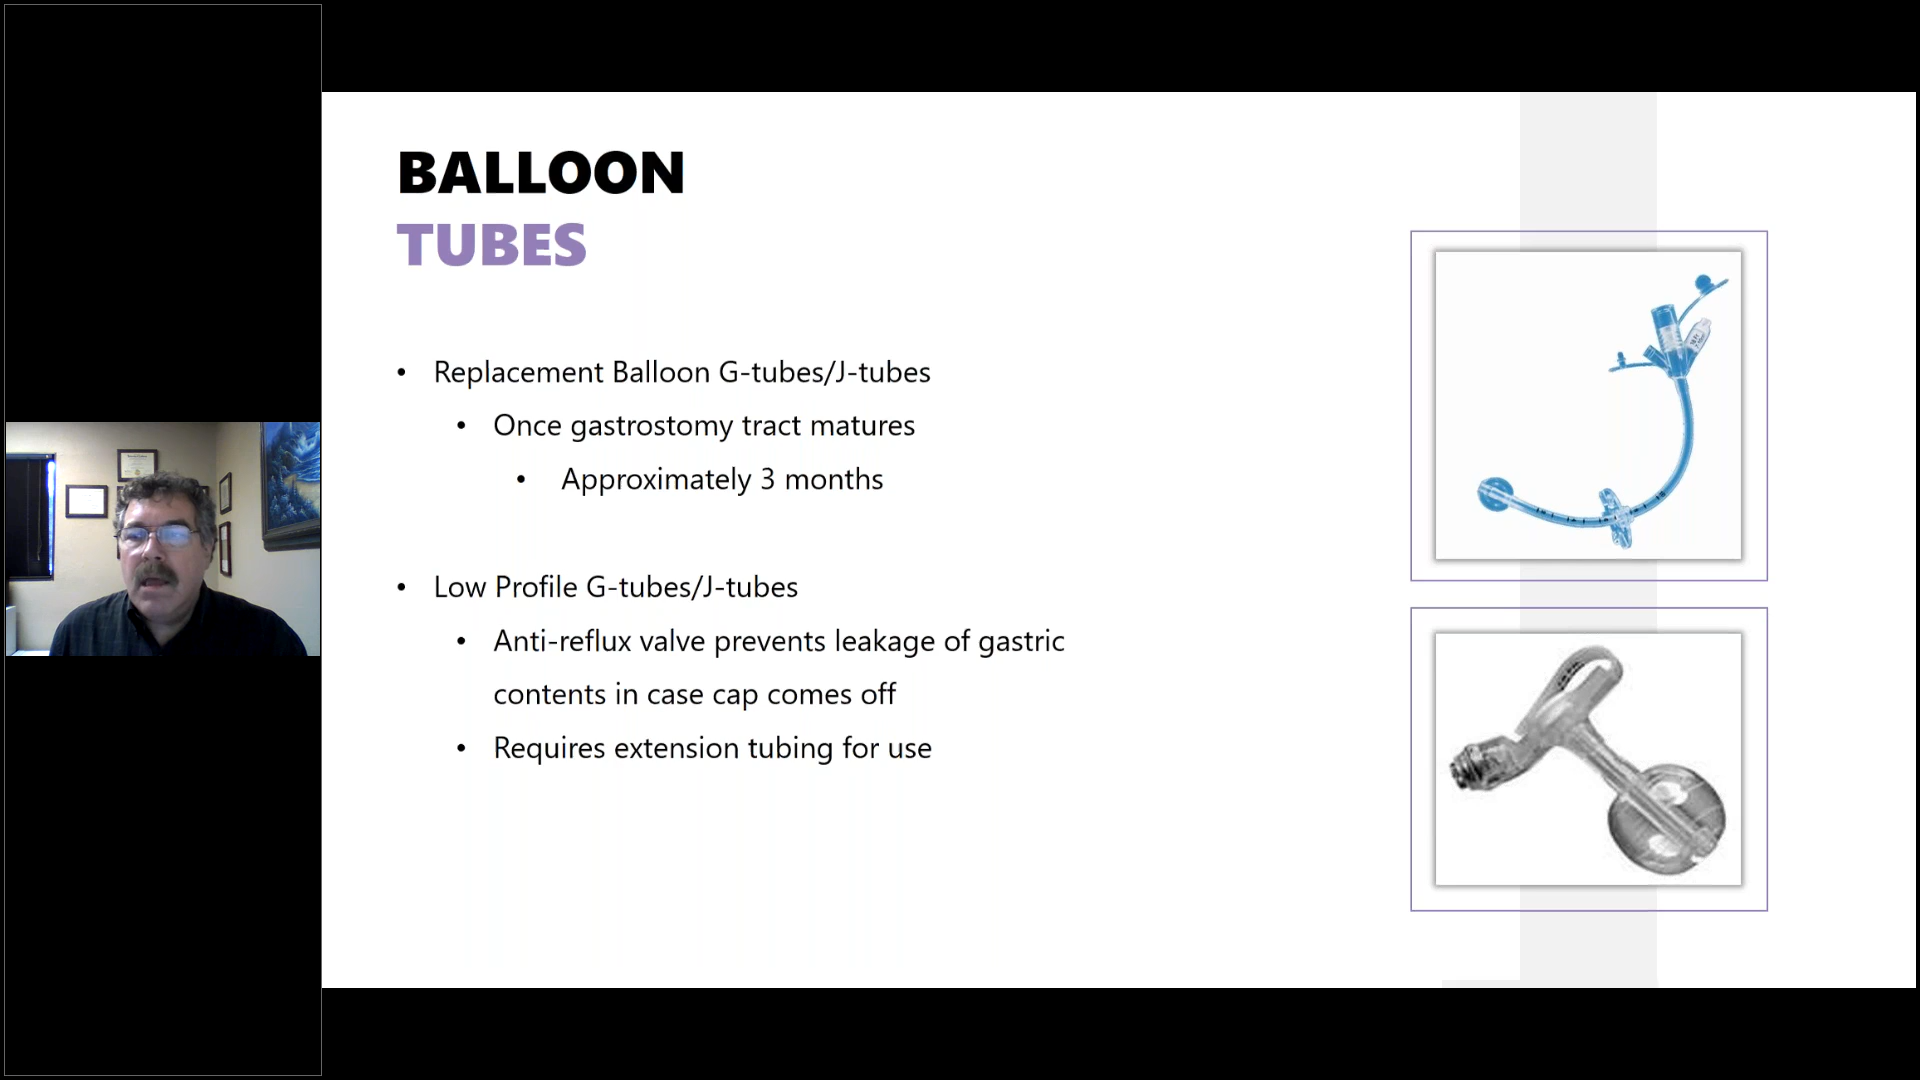 BALLOON
TUBES
• Replacement Balloon G-tubes/J-tubes
• Once gastrostomy tract matures
• Approximately 3 months
• Low Profile G-tubes/J-tubes
• Anti-reflux valve prevents leakage of gastric
contents in case cap comes off
• Requires extension tubing for use